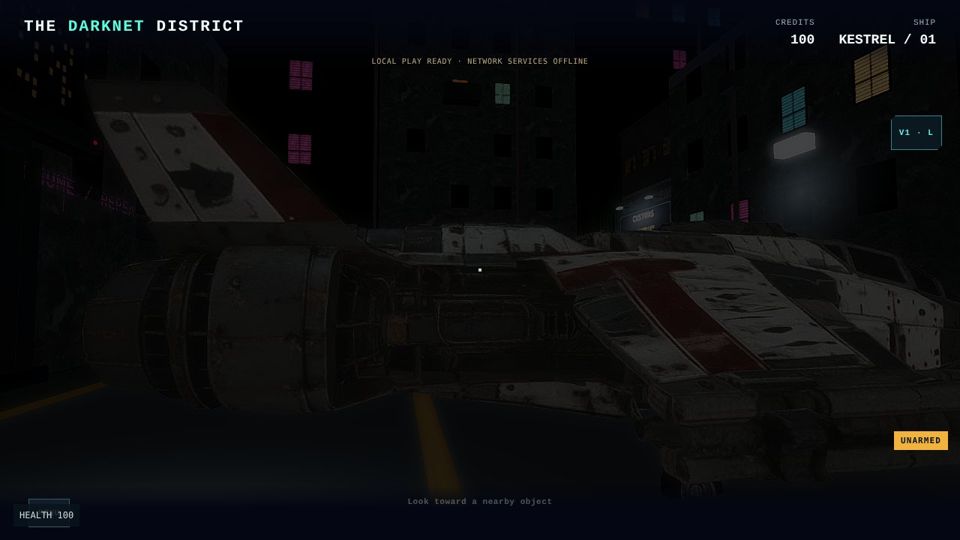 THE DARKNET DISTRICT
CREDITS
100
SHIP
KESTREL / 01
LOCAL PLAY READY · NETWORK SERVICES OFFLINE
V1 · L
CUSTOMS
UNARMED
Look toward a nearby object
HEALTH 100